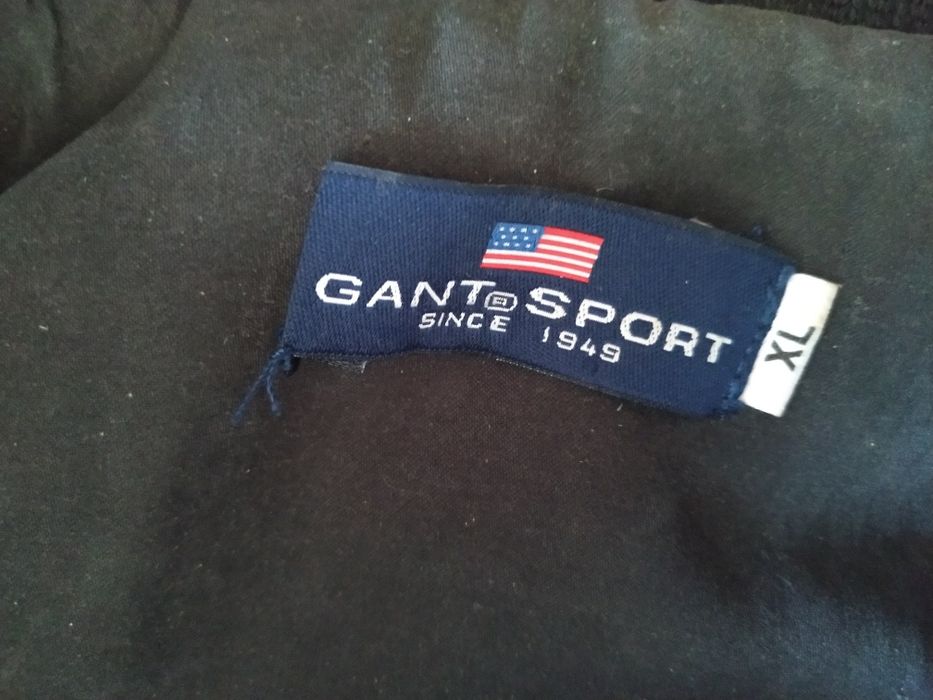 GANT® SPORT
SINCE 1949
XL